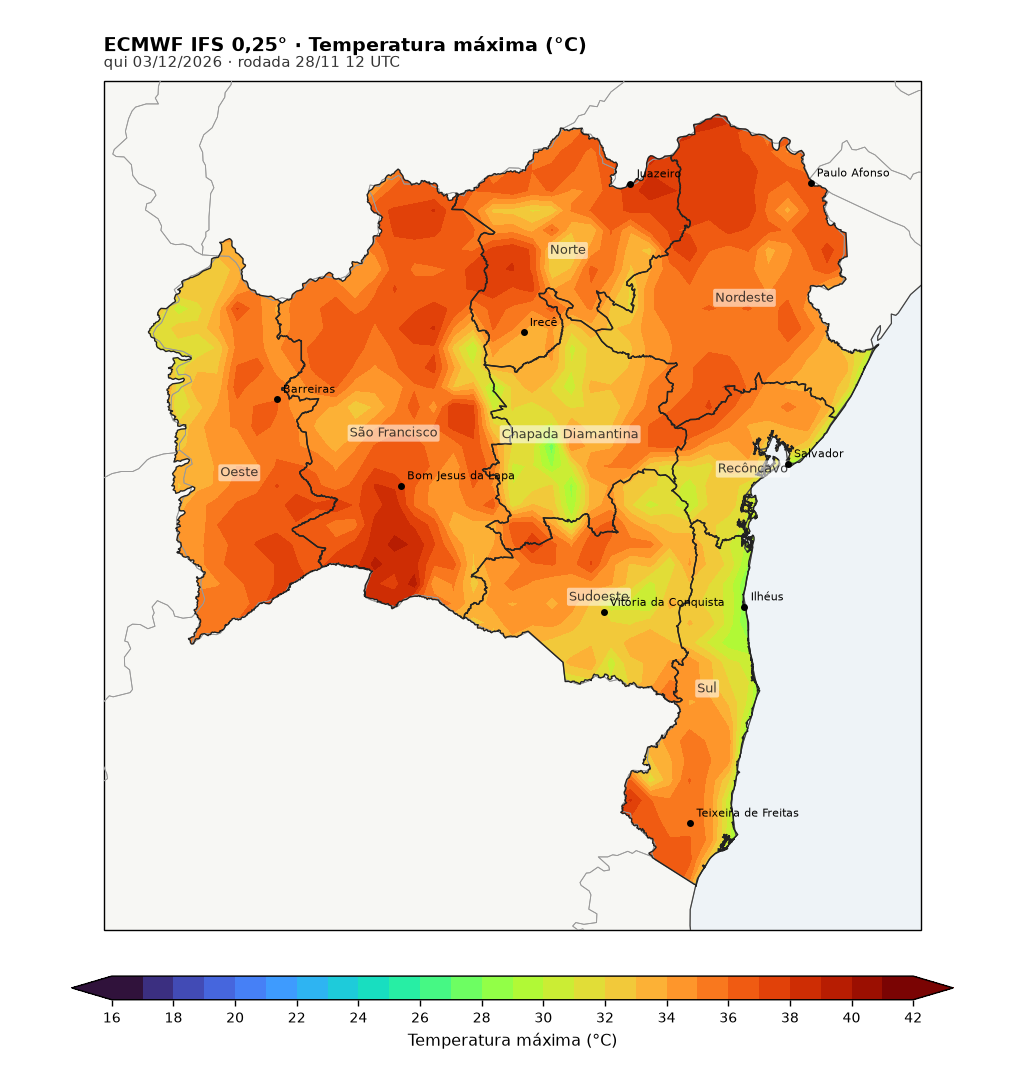 ECMWF IFS 0,25° · Temperatura máxima (°C)
qui 03/12/2026 · rodada 28/11 12 UTC
Juazeiro
Paulo Afonso
Norte
Nordeste
Irecê
Barreiras
São Francisco
Chapada Diamantina
Salvador
Recôncavo
Oeste
Bom Jesus da Lapa
Sudoeste
Ilhéus
Vitória da Conquista
Sul
Teixeira de Freitas
16 18 20 22 24 26 28 30 32 34 36 38 40 42
Temperatura máxima (°C)